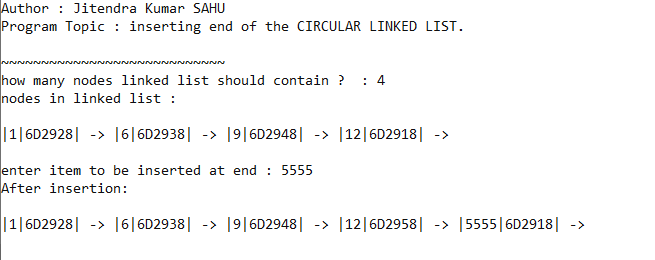 Author : Jitendra Kumar SAHU
Program Topic : inserting end of the CIRCULAR LINKED LIST.
~~~~~~~~~~~~~~~~~~~~~~~~~~~~
how many nodes linked list should contain ?  : 4
nodes in linked list :
|1|6D2928| -> |6|6D2938| -> |9|6D2948| -> |12|6D2918| ->
enter item to be inserted at end : 5555
After insertion:
|1|6D2928| -> |6|6D2938| -> |9|6D2948| -> |12|6D2958| -> |5555|6D2918| ->